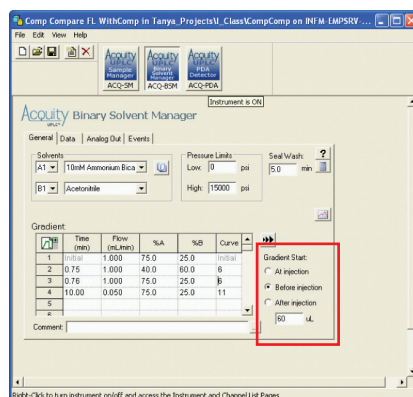 Comp Compare FL WithComp in Tanya_Projects\I_Class\CompComp on INFM-EMPSRV ...
File Edit View Help
Acquity UPLC Sample Manager
Acquity UPLC Binary Solvent Manager
Acquity UPLC PDA Detector
ACQ-SM ACQ-BSM ACQ-PDA
Instrument is ON
Acquity UPLC Binary Solvent Manager
General Data Analog Out Events
Solvents
A1 10mM Ammonium Bica
B1 Acetonitrile
Pressure Limits
Low: 0 psi
High: 15000 psi
Seal Wash: ?
5.0 min
Gradient:
Time (min) Flow (mL/min) %A %B Curve
1 Initial 1.000 75.0 25.0 Initial
2 0.75 1.000 40.0 60.0 6
3 0.76 1.000 75.0 25.0 6
4 10.00 0.050 75.0 25.0 11
5
6
Gradient Start:
At injection
Before injection
After injection
60 uL
Comment:
Right-Click to turn instrument on/off and access the Instrument and Channel List Pages